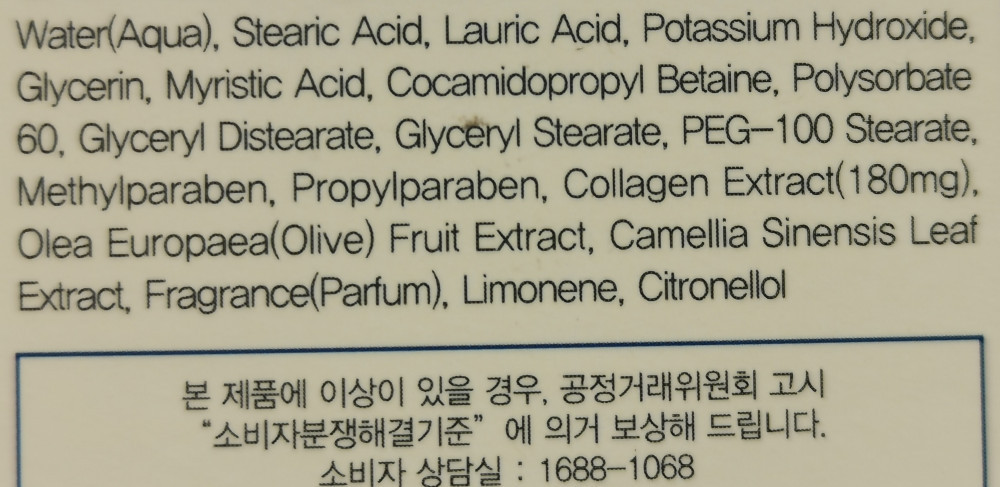 Water(Aqua), Stearic Acid, Lauric Acid, Potassium Hydroxide,
Glycerin, Myristic Acid, Cocamidopropyl Betaine, Polysorbate
60, Glyceryl Distearate, Glyceryl Stearate, PEG-100 Stearate,
Methylparaben, Propylparaben, Collagen Extract(180mg),
Olea Europaea(Olive) Fruit Extract, Camellia Sinensis Leaf
Extract, Fragrance(Parfum), Limonene, Citronellol
본 제품에 이상이 있을 경우, 공정거래위원회 고시
“소비자분쟁해결기준” 에 의거 보상해 드립니다.
소비자 상담실 : 1688-1068